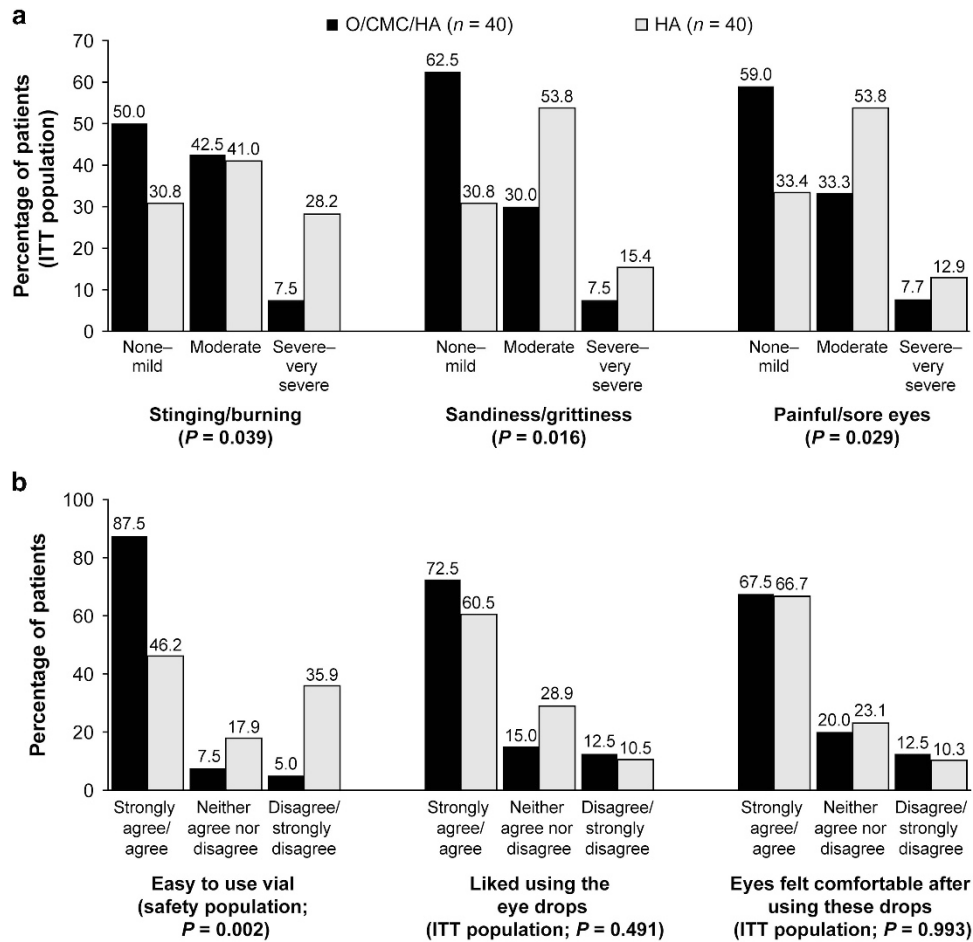 a
O/CMC/HA (n = 40) HA (n = 40)
Percentage of patients
(ITT population)
70
60
50
40
30
20
10
0
50.0 30.8 42.5 41.0 7.5 28.2
62.5 30.8 30.0 53.8 7.5 15.4
59.0 33.4 33.3 53.8 7.7 12.9
None–
mild
Moderate
Severe–
very
severe
Stinging/burning
(P = 0.039)
None–
mild
Moderate
Severe–
very
severe
Sandiness/grittiness
(P = 0.016)
None–
mild
Moderate
Severe–
very
severe
Painful/sore eyes
(P = 0.029)
b
Percentage of patients
100
80
60
40
20
0
87.5 46.2 7.5 17.9 5.0 35.9
72.5 60.5 15.0 28.9 12.5 10.5
67.5 66.7 20.0 23.1 12.5 10.3
Strongly
agree/
agree
Neither
agree nor
disagree
Disagree/
strongly
disagree
Easy to use vial
(safety population;
P = 0.002)
Strongly
agree/
agree
Neither
agree nor
disagree
Disagree/
strongly
disagree
Liked using the
eye drops
(ITT population; P = 0.491)
Strongly
agree/
agree
Neither
agree nor
disagree
Disagree/
strongly
disagree
Eyes felt comfortable after
using these drops
(ITT population; P = 0.993)